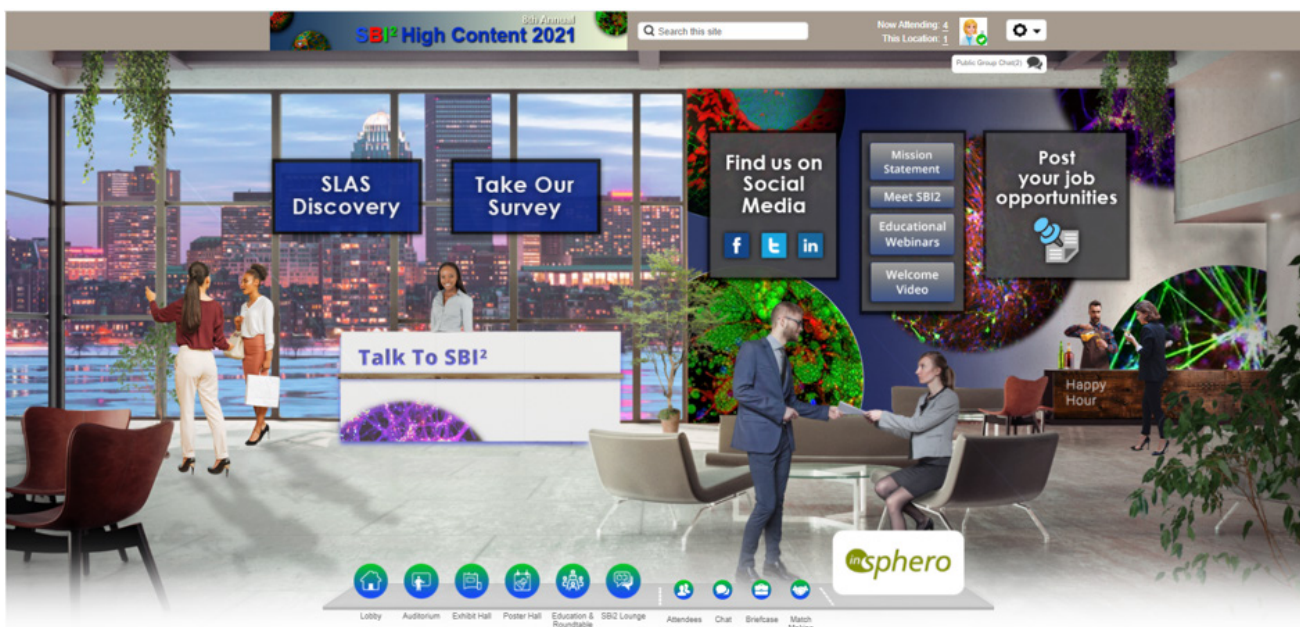 8th Annual
SBI² High Content 2021
Search this site
Now Attending: 4
This Location: 1
Public Group Chat(2)
SLAS
Discovery
Take Our
Survey
Find us on
Social
Media
f
in
Mission
Statement
Meet SBI2
Educational
Webinars
Welcome
Video
Post
your job
opportunities
Talk To SBI²
Happy
Hour
insphero
Lobby
Auditorium
Exhibit Hall
Poster Hall
Education &
Roundtable
SBI2 Lounge
Attendees
Chat
Briefcase
Match
Making